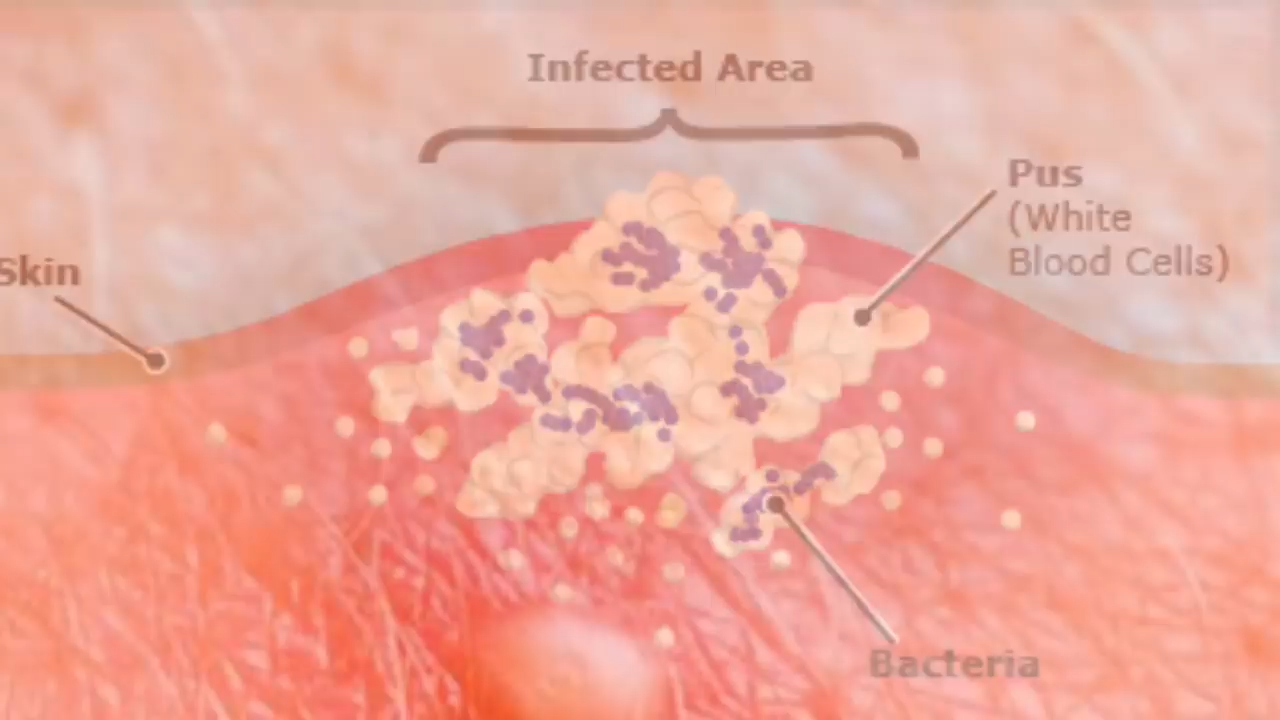 Infected Area
Pus
(White
Blood Cells)
Skin
Bacteria